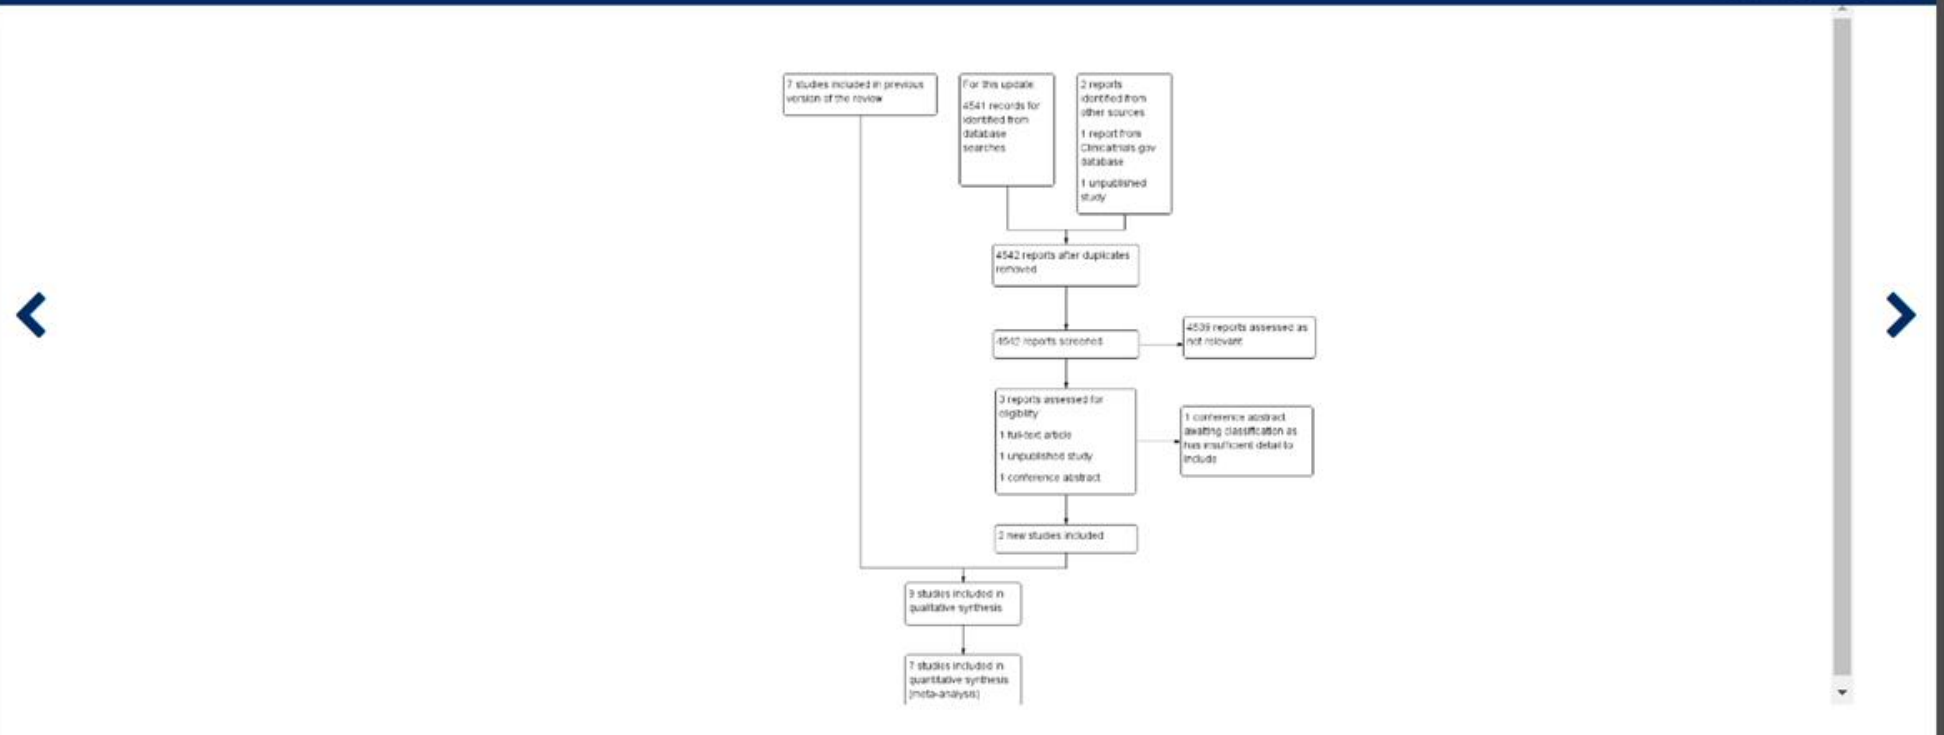 7 studies included in previous
version of the review
For this update
4541 records for
identified from
database
searches
2 reports
identified from
other sources
1 report from
Clinicatrials.gov
database
1 unpublished
study
4542 reports after duplicates
removed
4542 reports screened
4539 reports assessed as
not relevant
3 reports assessed for
eligibility
1 full-text article
1 unpublished study
1 conference abstract
1 conference abstract
awaiting classification as
has insufficient detail to
include
2 new studies included
9 studies included in
qualitative synthesis
7 studies included in
quantitative synthesis
(meta-analysis)